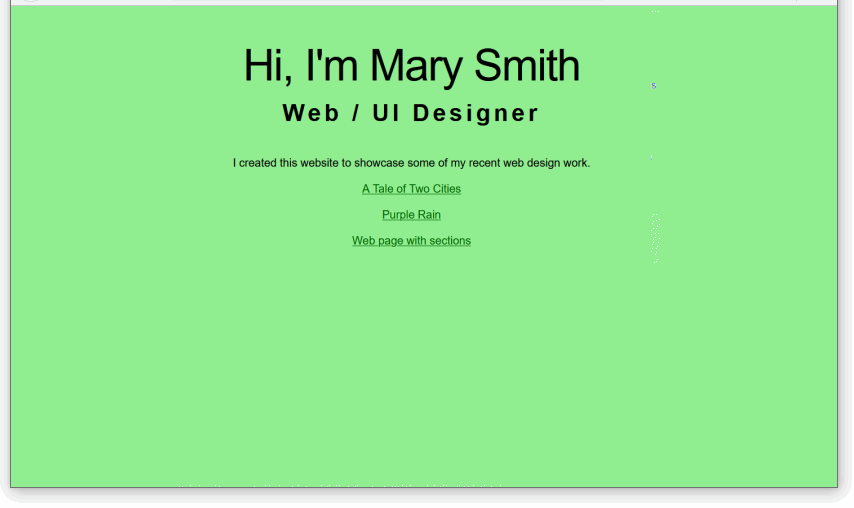 Hi, I'm Mary Smith
Web / UI Designer
I created this website to showcase some of my recent web design work.
A Tale of Two Cities
Purple Rain
Web page with sections